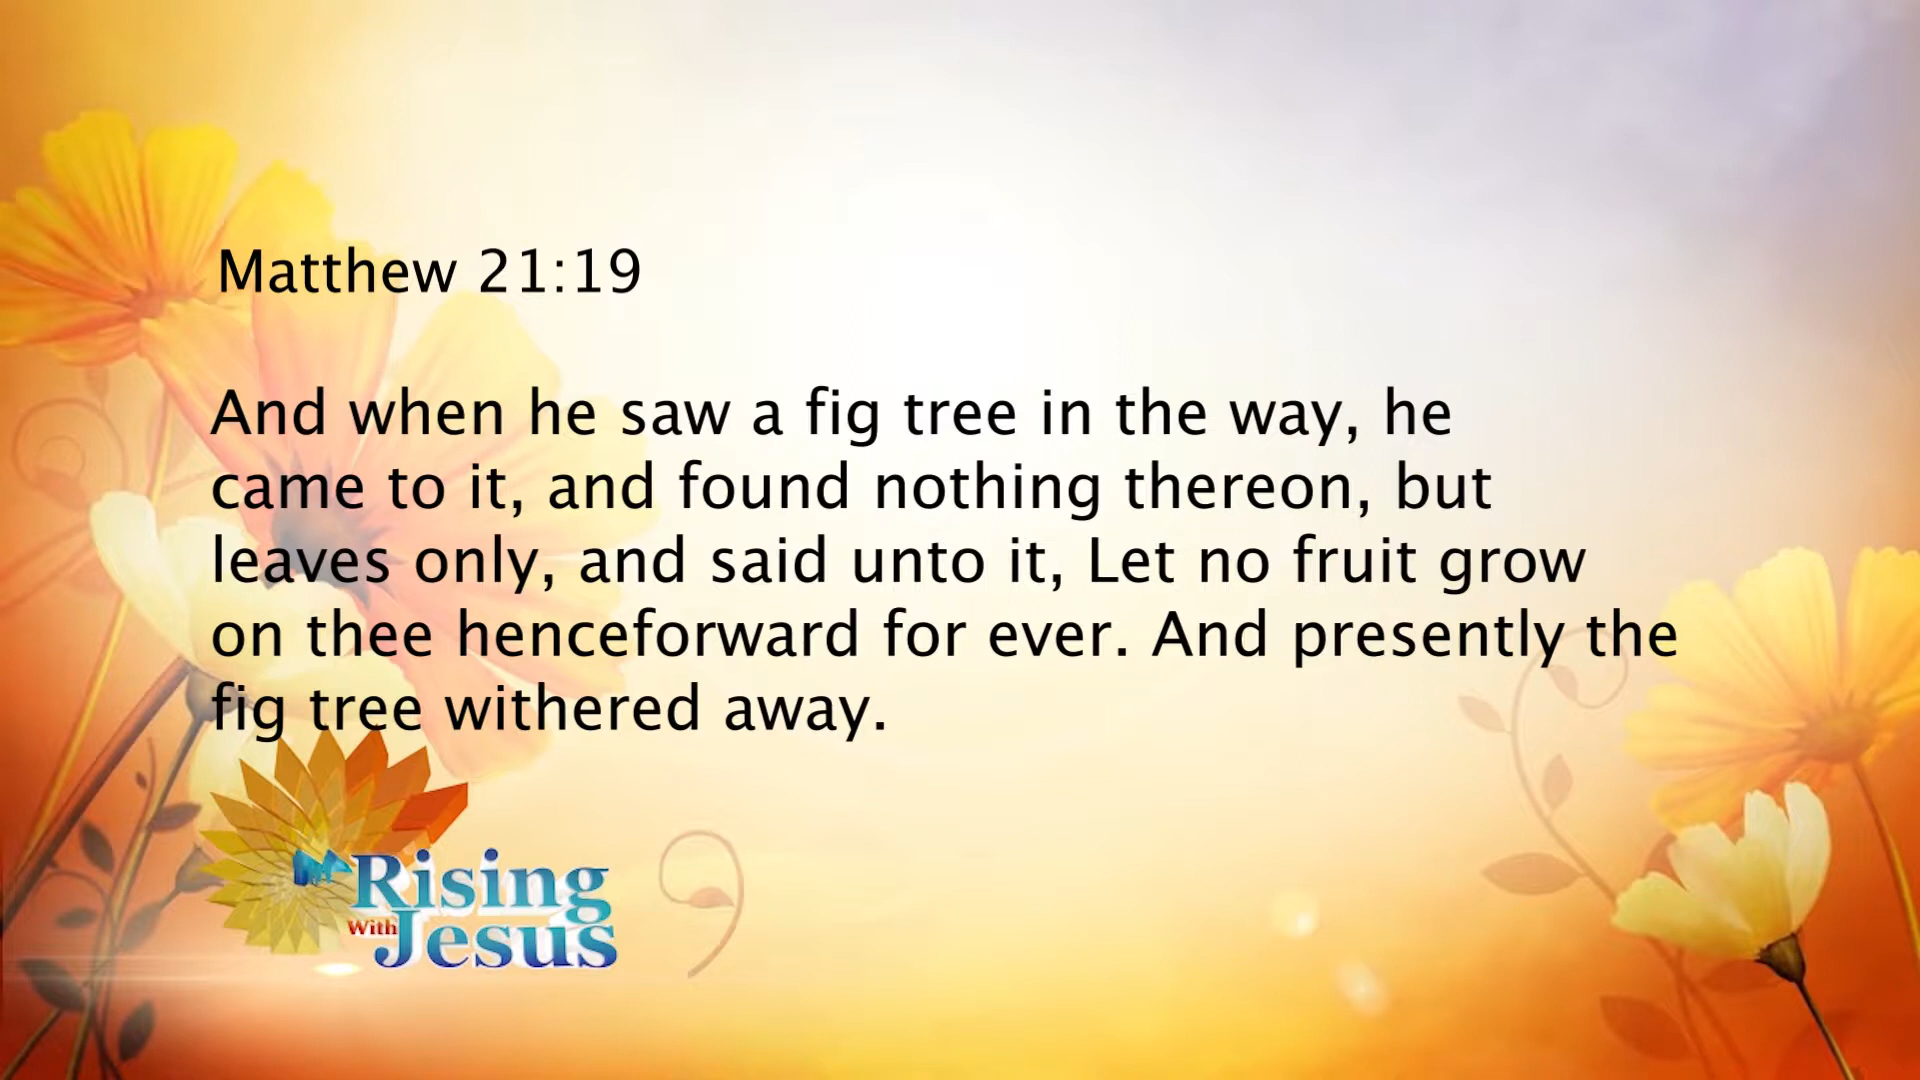 Matthew 21:19
And when he saw a fig tree in the way, he
came to it, and found nothing thereon, but
leaves only, and said unto it, Let no fruit grow
on thee henceforward for ever. And presently the
fig tree withered away.
Rising
With Jesus